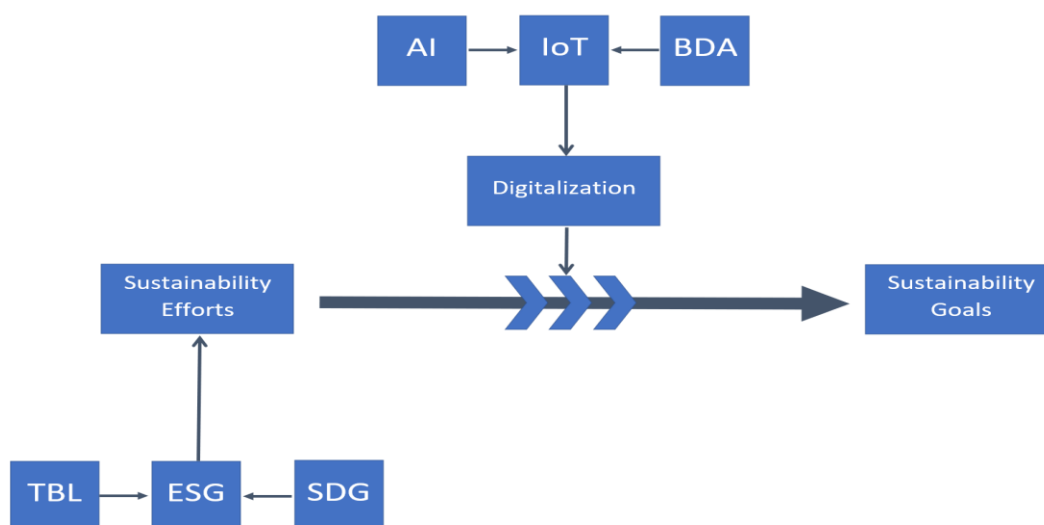 AI
IoT
BDA
Digitalization
Sustainability
Efforts
Sustainability
Goals
TBL
ESG
SDG